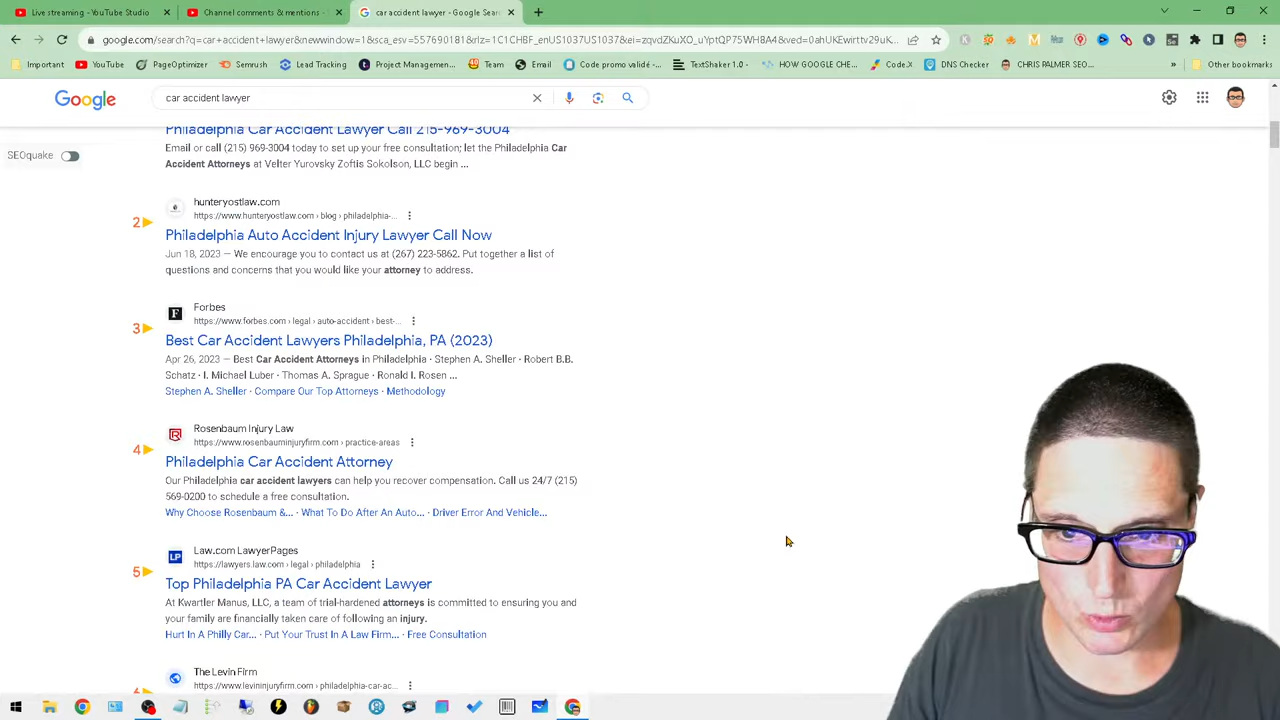 Live streaming - YouTube Studio
Channel comments & mentions -
car accident lawyer - Google Sear
google.com/search?q=car+accident+lawyer&newwindow=1&sca_esv=557690181&rlz=1C1CHBF_enUS1037US1037&ei=zqvdZKuXO_uYptQP75WH8A4&ved=0ahUKEwirttv29uK...
Important
YouTube
PageOptimizer
Semrush
Lead Tracking
Project Managemen...
Team
Email
Code promo validé -...
TextShaker 1.0 -
HOW GOOGLE CHE...
Code.X
DNS Checker
CHRIS PALMER SEO...
»
Other bookmarks
Google
car accident lawyer
SEOquake
Philadelphia Car Accident Lawyer Call 215-969-3004
Email or call (215) 969-3004 today to set up your free consultation; let the Philadelphia Car
Accident Attorneys at Velter Yurovsky Zoftis Sokolson, LLC begin ...
2
hunteryostlaw.com
https://www.hunteryostlaw.com › blog › philadelphia-...
Philadelphia Auto Accident Injury Lawyer Call Now
Jun 18, 2023 — We encourage you to contact us at (267) 223-5862. Put together a list of
questions and concerns that you would like your attorney to address.
3
Forbes
https://www.forbes.com › legal › auto-accident › best-...
Best Car Accident Lawyers Philadelphia, PA (2023)
Apr 26, 2023 — Best Car Accident Attorneys in Philadelphia · Stephen A. Sheller · Robert B.B.
Schatz · I. Michael Luber · Thomas A. Sprague · Ronald I. Rosen ...
Stephen A. Sheller · Compare Our Top Attorneys · Methodology
4
Rosenbaum Injury Law
https://www.rosenbauminjuryfirm.com › practice-areas
Philadelphia Car Accident Attorney
Our Philadelphia car accident lawyers can help you recover compensation. Call us 24/7 (215)
569-0200 to schedule a free consultation.
Why Choose Rosenbaum &... · What To Do After An Auto... · Driver Error And Vehicle...
5
Law.com LawyerPages
https://lawyers.law.com › legal › philadelphia
Top Philadelphia PA Car Accident Lawyer
At Kwartler Manus, LLC, a team of trial-hardened attorneys is committed to ensuring you and
your family are financially taken care of following an injury.
Hurt In A Philly Car... · Put Your Trust In A Law Firm... · Free Consultation
The Levin Firm
https://www.levininjuryfirm.com › philadelphia-car-ac...